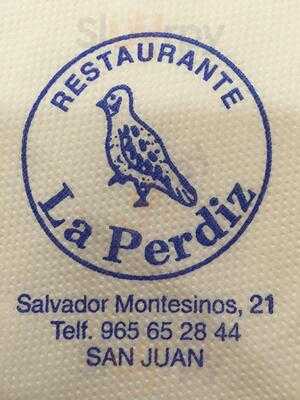 RESTAURANTE
La Perdiz
Salvador Montesinos, 21
Telf. 965 65 28 44
SAN JUAN